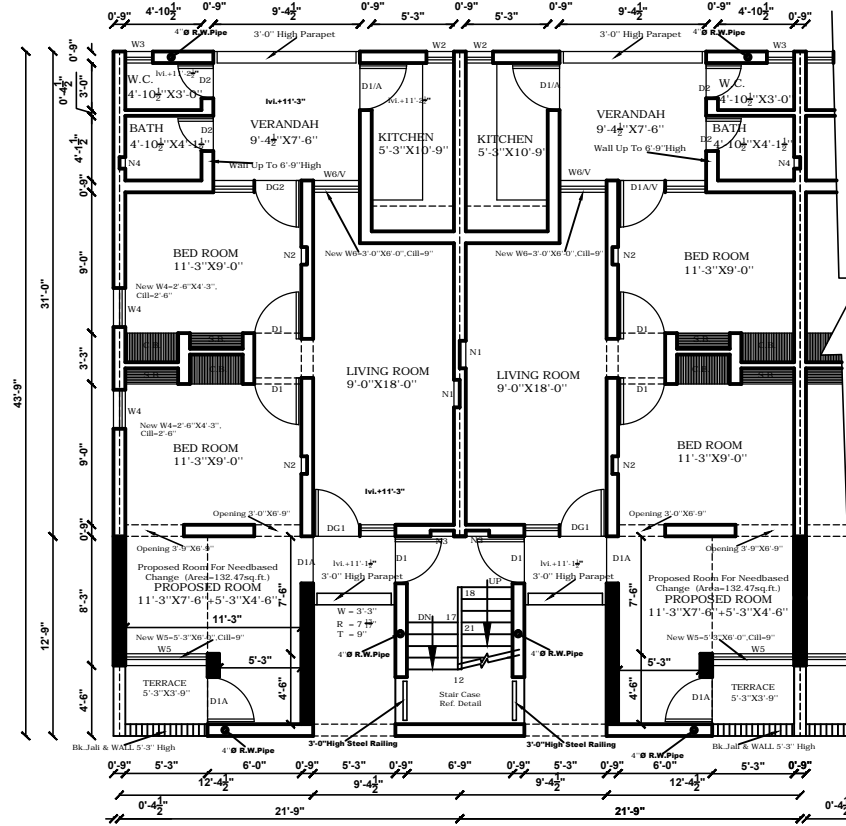 0'-9" 4'-10½" 0'-9" 9'-4½" 0'-9" 5'-3" 0'-9" 5'-3" 0'-9" 9'-4½" 0'-9" 4'-10½" 0'-9"
4"Ø R.W.Pipe
3'-0" High Parapet
3'-0" High Parapet
4"Ø R.W.Pipe
W3
W2
W2
W3
0'-9"
3'-0"
0'-4½"
4'-1½"
0'-9"
9'-0"
3'-3"
9'-0"
0'-9"
8'-3"
4'-6"
31'-0"
12'-9"
43'-9"
lvi.+11'-2½"
W.C.
4'-10½"X3'-0"
D2
lvi.+11'-3"
D1/A
lvi.+11'-2½"
D1/A
D2
W.C.
4'-10½"X3'-0"
VERANDAH
9'-4½"X7'-6"
KITCHEN
5'-3"X10'-9"
KITCHEN
5'-3"X10'-9"
VERANDAH
9'-4½"X7'-6"
BATH
4'-10½"X4'-1½"
D2
N4
Wall Up To 6'-9"High
Wall Up To 6'-9"High
D2
BATH
4'-10½"X4'-1½"
N4
DG2
W6/V
W6/V
D1A/V
BED ROOM
11'-3"X9'-0"
N2
New W6=3'-0"X6'-0",Cill=9"
New W6=3'-0"X6'-0",Cill=9"
N2
BED ROOM
11'-3"X9'-0"
New W4=2'-6"X4'-3",
Cill=2'-6"
W4
D1
D1
C.B.
S.B.
S.B.
C.B.
S.B.
C.B.
C.B.
S.B.
D1
D1
N1
N1
LIVING ROOM
9'-0"X18'-0"
LIVING ROOM
9'-0"X18'-0"
W4
New W4=2'-6"X4'-3",
Cill=2'-6"
BED ROOM
11'-3"X9'-0"
N2
N2
BED ROOM
11'-3"X9'-0"
lvi.+11'-3"
Opening 3'-0"X6'-9"
Opening 3'-0"X6'-9"
DG1
DG1
N3
N3
Opening 3'-9"X6'-9"
Opening 3'-9"X6'-9"
D1A
D1
D1
D1A
lvi.+11'-1½"
3'-0" High Parapet
lvi.+11'-1½"
3'-0" High Parapet
Proposed Room For Needbased
Change (Area=132.47sq.ft.)
PROPOSED ROOM
11'-3"X7'-6"+5'-3"X4'-6"
Proposed Room For Needbased
Change (Area=132.47sq.ft.)
PROPOSED ROOM
11'-3"X7'-6"+5'-3"X4'-6"
7'-6"
7'-6"
11'-3"
W = 3'-3"
T = 9"
UP
DN
18
17
21
12
New W5=5'-3"X6'-0",Cill=9"
New W5=5'-3"X6'-0",Cill=9"
W5
W5
4"Ø R.W.Pipe
4"Ø R.W.Pipe
5'-3"
5'-3"
4'-6"
4'-6"
TERRACE
5'-3"X3'-9"
D1A
Stair Case
Ref. Detail
D1A
TERRACE
5'-3"X3'-9"
Bk.Jali & WALL 5'-3" High
4"Ø R.W.Pipe
3'-0"High Steel Railing
3'-0"High Steel Railing
4"Ø R.W.Pipe
Bk.Jali & WALL 5'-3" High
0'-9" 5'-3" 6'-0" 0'-9" 0'-9" 6'-9" 0'-9" 0'-9" 6'-0" 5'-3" 0'-9"
12'-4½" 9'-4½" 9'-4½" 12'-4½"
0'-4½" 21'-9" 21'-9" 0'-4